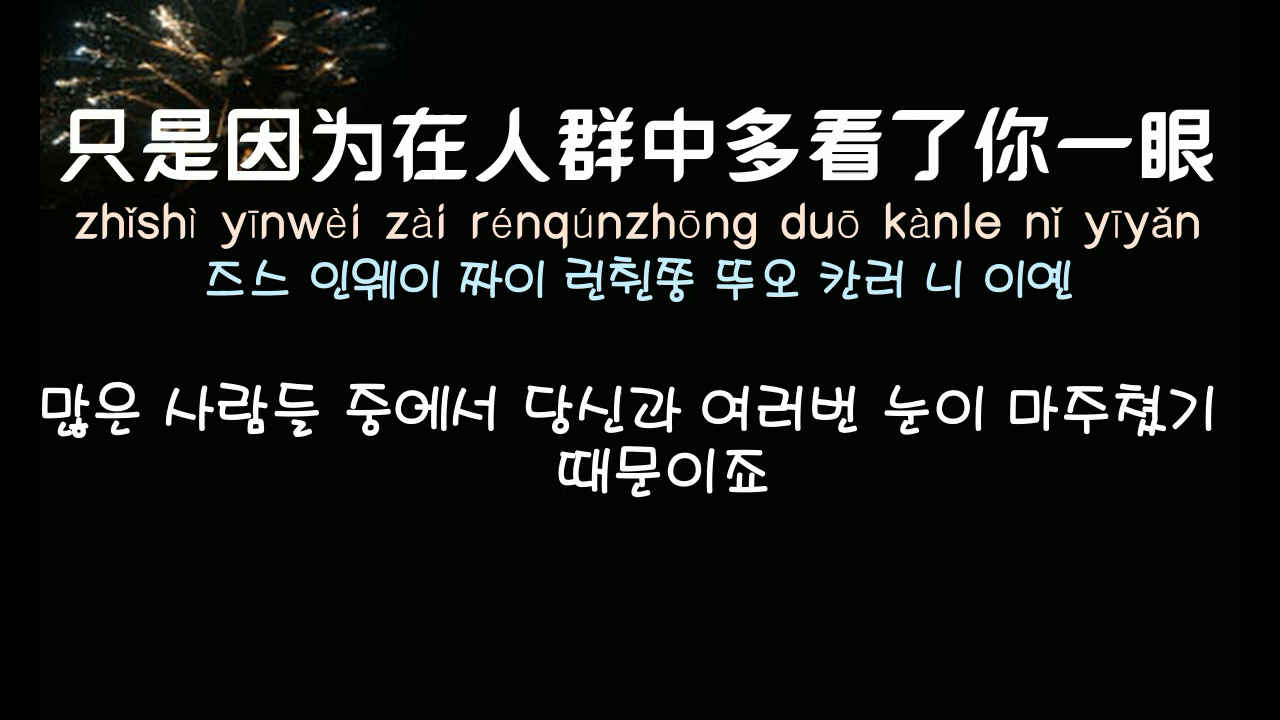 只是因为在人群中多看了你一眼
zhǐshì yīnwèi zài rénqúnzhōng duō kànle nǐ yīyǎn
즈스 인웨이 짜이 런췬쭝 뚜오 칸러 니 이옌
많은 사람들 중에서 당신과 여러번 눈이 마주쳤기
때문이죠